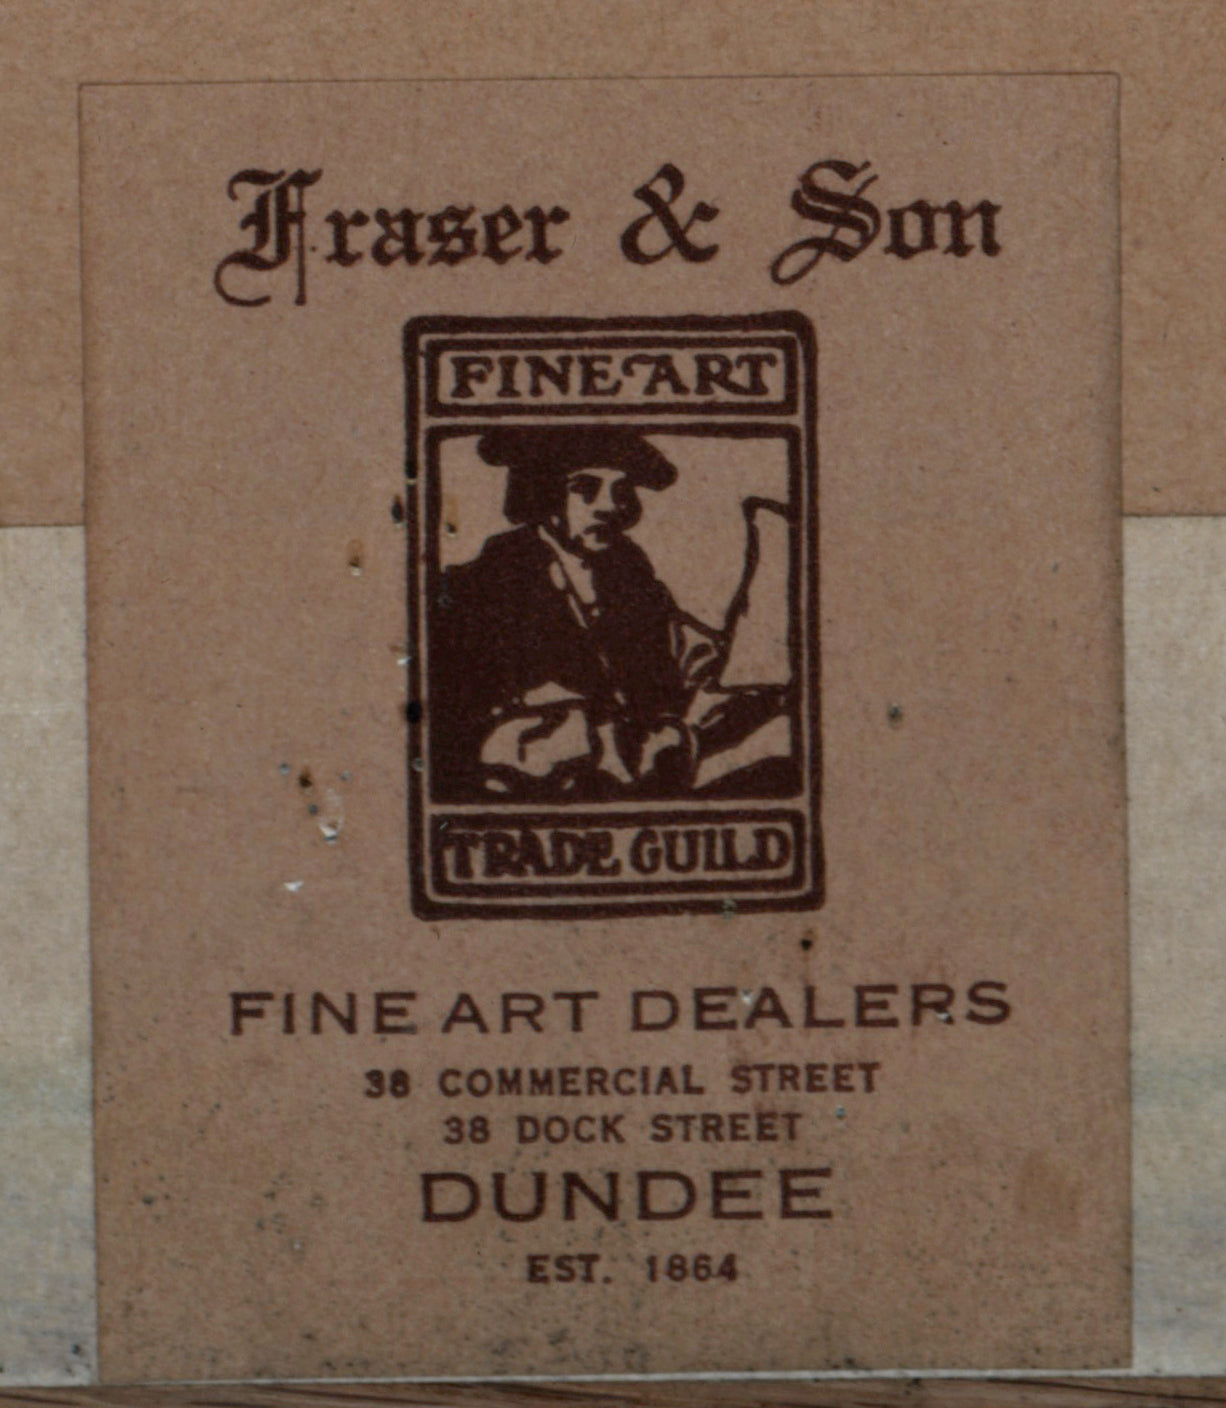 Fraser & Son
FINE ART
TRADE GUILD
FINE ART DEALERS
38 COMMERCIAL STREET
38 DOCK STREET
DUNDEE
EST. 1864